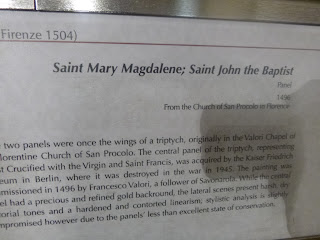 Firenze 1504)
Saint Mary Magdalene; Saint John the Baptist
Panel
1496
From the Church of San Procolo in Florence
two panels were once the wings of a triptych, originally in the Valori Chapel of
lorentine Church of San Procolo. The central panel of the triptych, representing
st Crucified with the Virgin and Saint Francis, was acquired by the Kaiser Friedrich
eum in Berlin, where it was destroyed in the war in 1945. The painting was
missioned in 1496 by Francesco Valori, a follower of Savonarola. While the central
el had a precious and refined gold background, the lateral scenes present harsh, dry
torial tones and a hardened and contorted linearism; stylistic analysis is slightly
mpromised however due to the panels' less than excellent state of conservation.